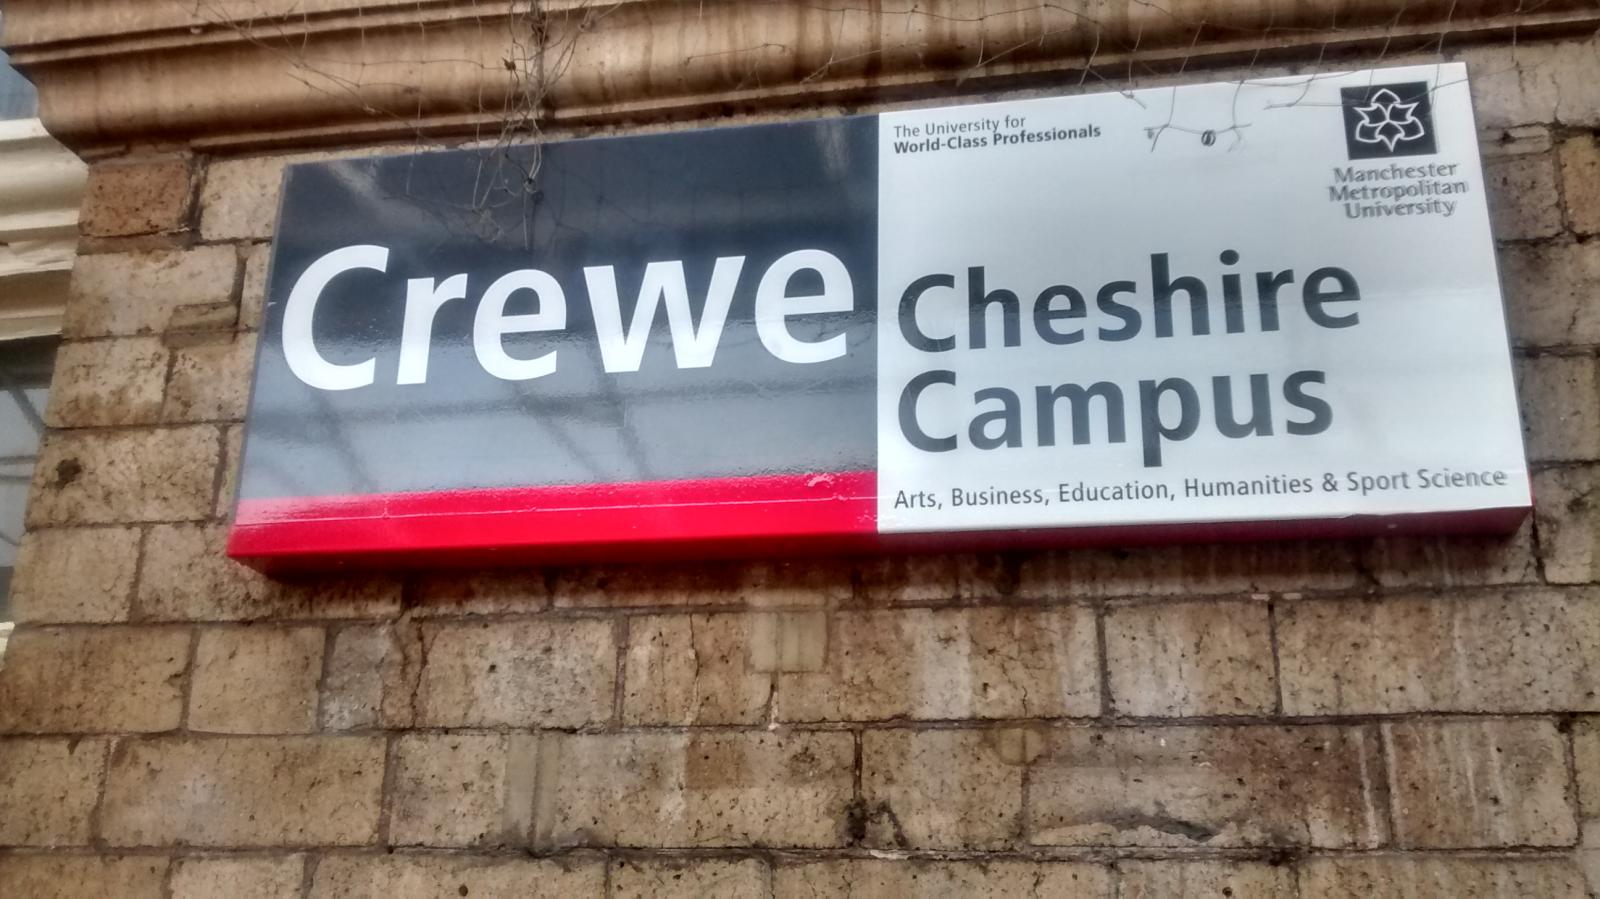 Crewe
The University for
World-Class Professionals
Manchester
Metropolitan
University
Cheshire
Campus
Arts, Business, Education, Humanities & Sport Science